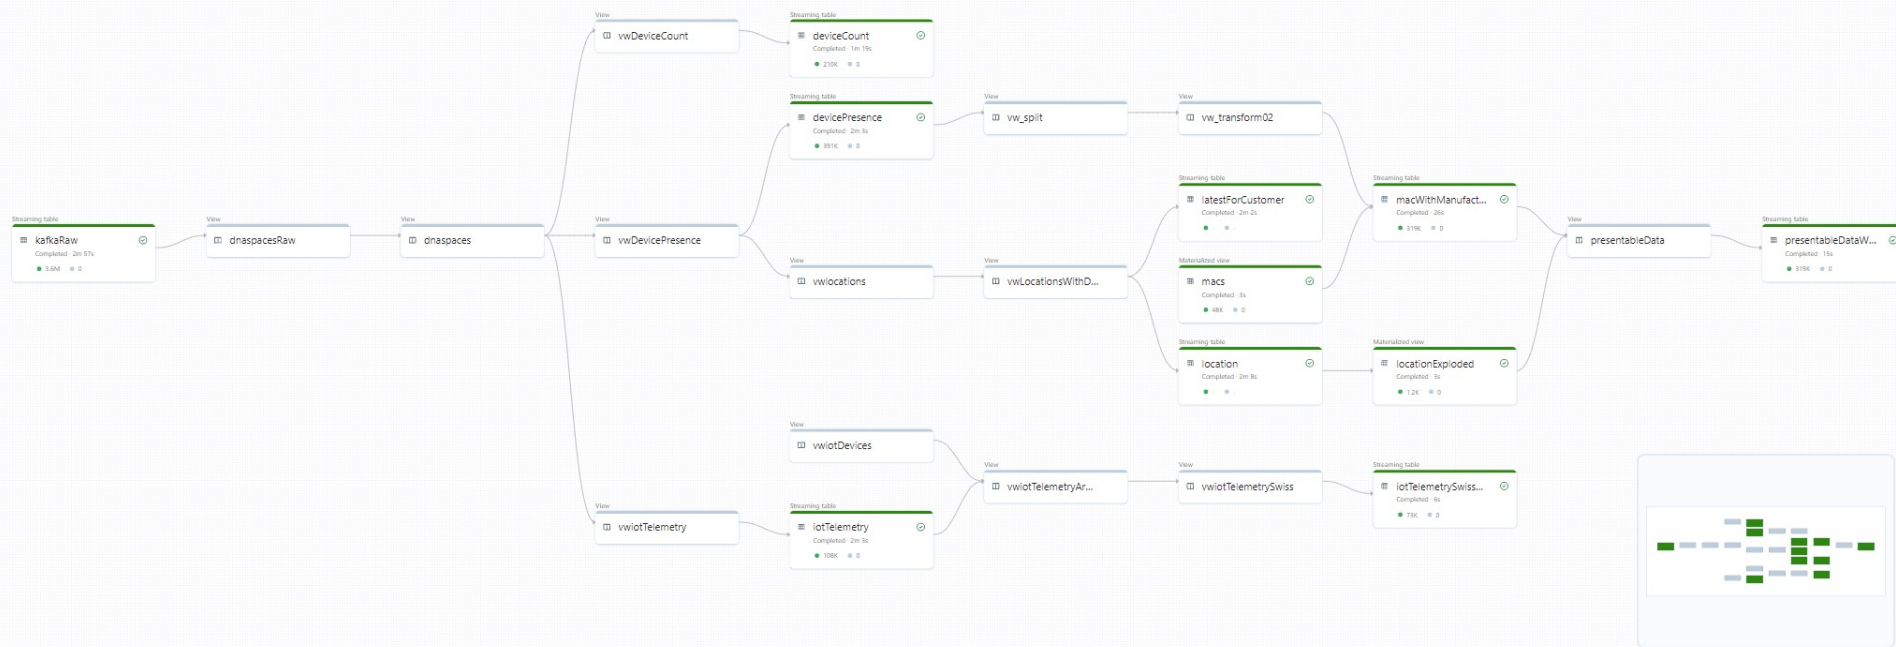 View
vwDeviceCount
Streaming table
deviceCount
Completed · 1m 19s
210K 0
Streaming table
devicePresence
Completed · 2m 3s
391K 0
View
vw_split
View
vw_transform02
Streaming table
latestForCustomer
Completed · 2m 2s
- -
Streaming table
macWithManufact...
Completed · 26s
319K 0
Streaming table
kafkaRaw
Completed · 2m 57s
3.6M 0
View
dnaspacesRaw
View
dnaspaces
View
vwDevicePresence
View
presentableData
Streaming table
presentableDataW...
Completed · 15s
319K 0
View
vwlocations
View
vwLocationsWithD...
Materialized view
macs
Completed · 5s
48K 0
Streaming table
location
Completed · 2m 8s
- -
Materialized view
locationExploded
Completed · 3s
1.2K 0
View
vwiotDevices
View
vwiotTelemetryAr...
View
vwiotTelemetrySwiss
Streaming table
iotTelemetrySwiss...
Completed · 6s
73K 0
View
vwiotTelemetry
Streaming table
iotTelemetry
Completed · 2m 3s
108K 0